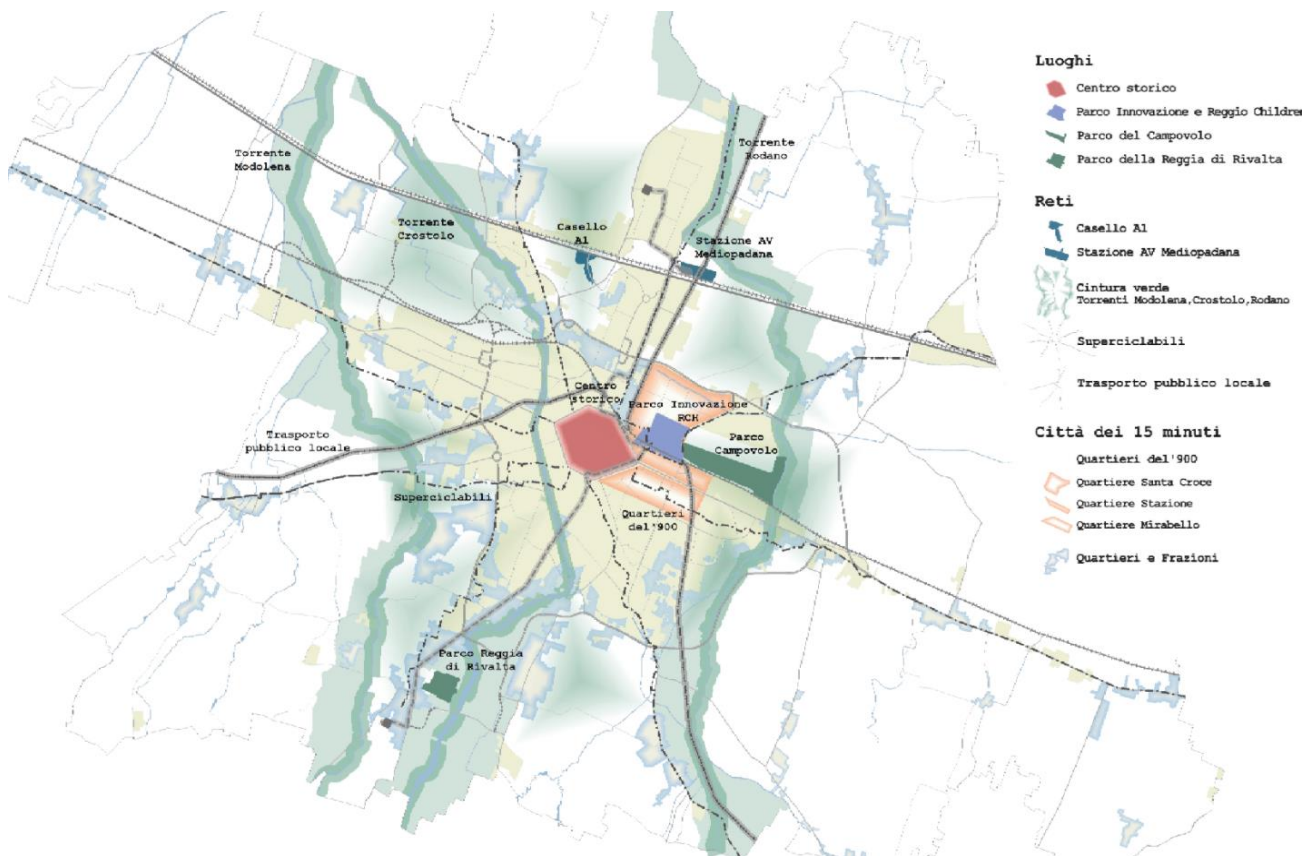 Torrente
Modolena
Torrente
Crostolo
Casello
A1
Torrente
Rodano
Stazione AV
Mediopadana
Centro
storico
Parco Innovazione
RCH
Parco
Campovolo
Trasporto
pubblico locale
Superciclabili
Quartieri
del'900
Parco Reggia
di Rivalta
Luoghi
Centro storico
Parco Innovazione e Reggio Children
Parco del Campovolo
Parco della Reggia di Rivalta
Reti
Casello A1
Stazione AV Mediopadana
Cintura verde
Torrenti Modolena,Crostolo,Rodano
Superciclabili
Trasporto pubblico locale
Città dei 15 minuti
Quartieri del'900
Quartiere Santa Croce
Quartiere Stazione
Quartiere Mirabello
Quartieri e Frazioni